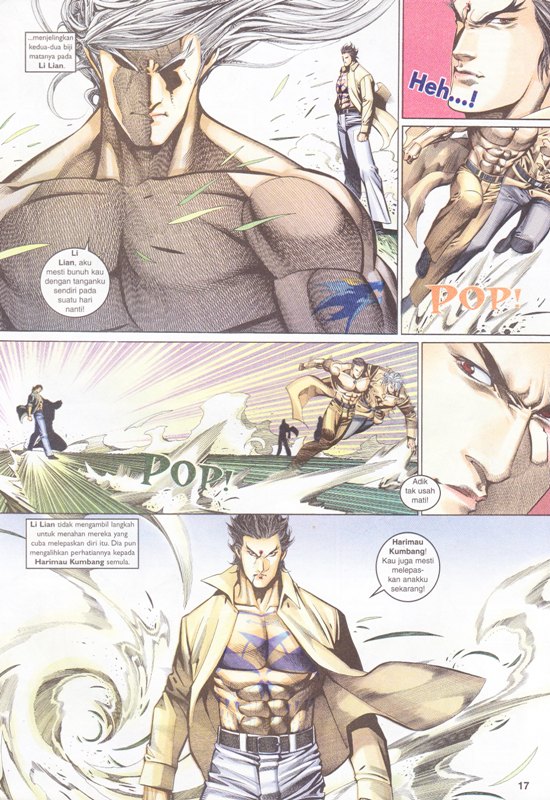 ...menjelingkan
kedua-dua biji
matanya pada
Li Lian.
Heh...!
Li
Lian, aku
mesti bunuh kau
dengan tanganku
sendiri pada
suatu hari
nanti!
POP!
POP!
Adik
tak usah
mati!
Li Lian tidak mengambil langkah
untuk menahan mereka yang
cuba melepaskan diri itu. Dia pun
mengalihkan perhatiannya kepada
Harimau Kumbang semula.
Harimau
Kumbang!
Kau juga mesti
melepas-
kan anakku
sekarang!
17